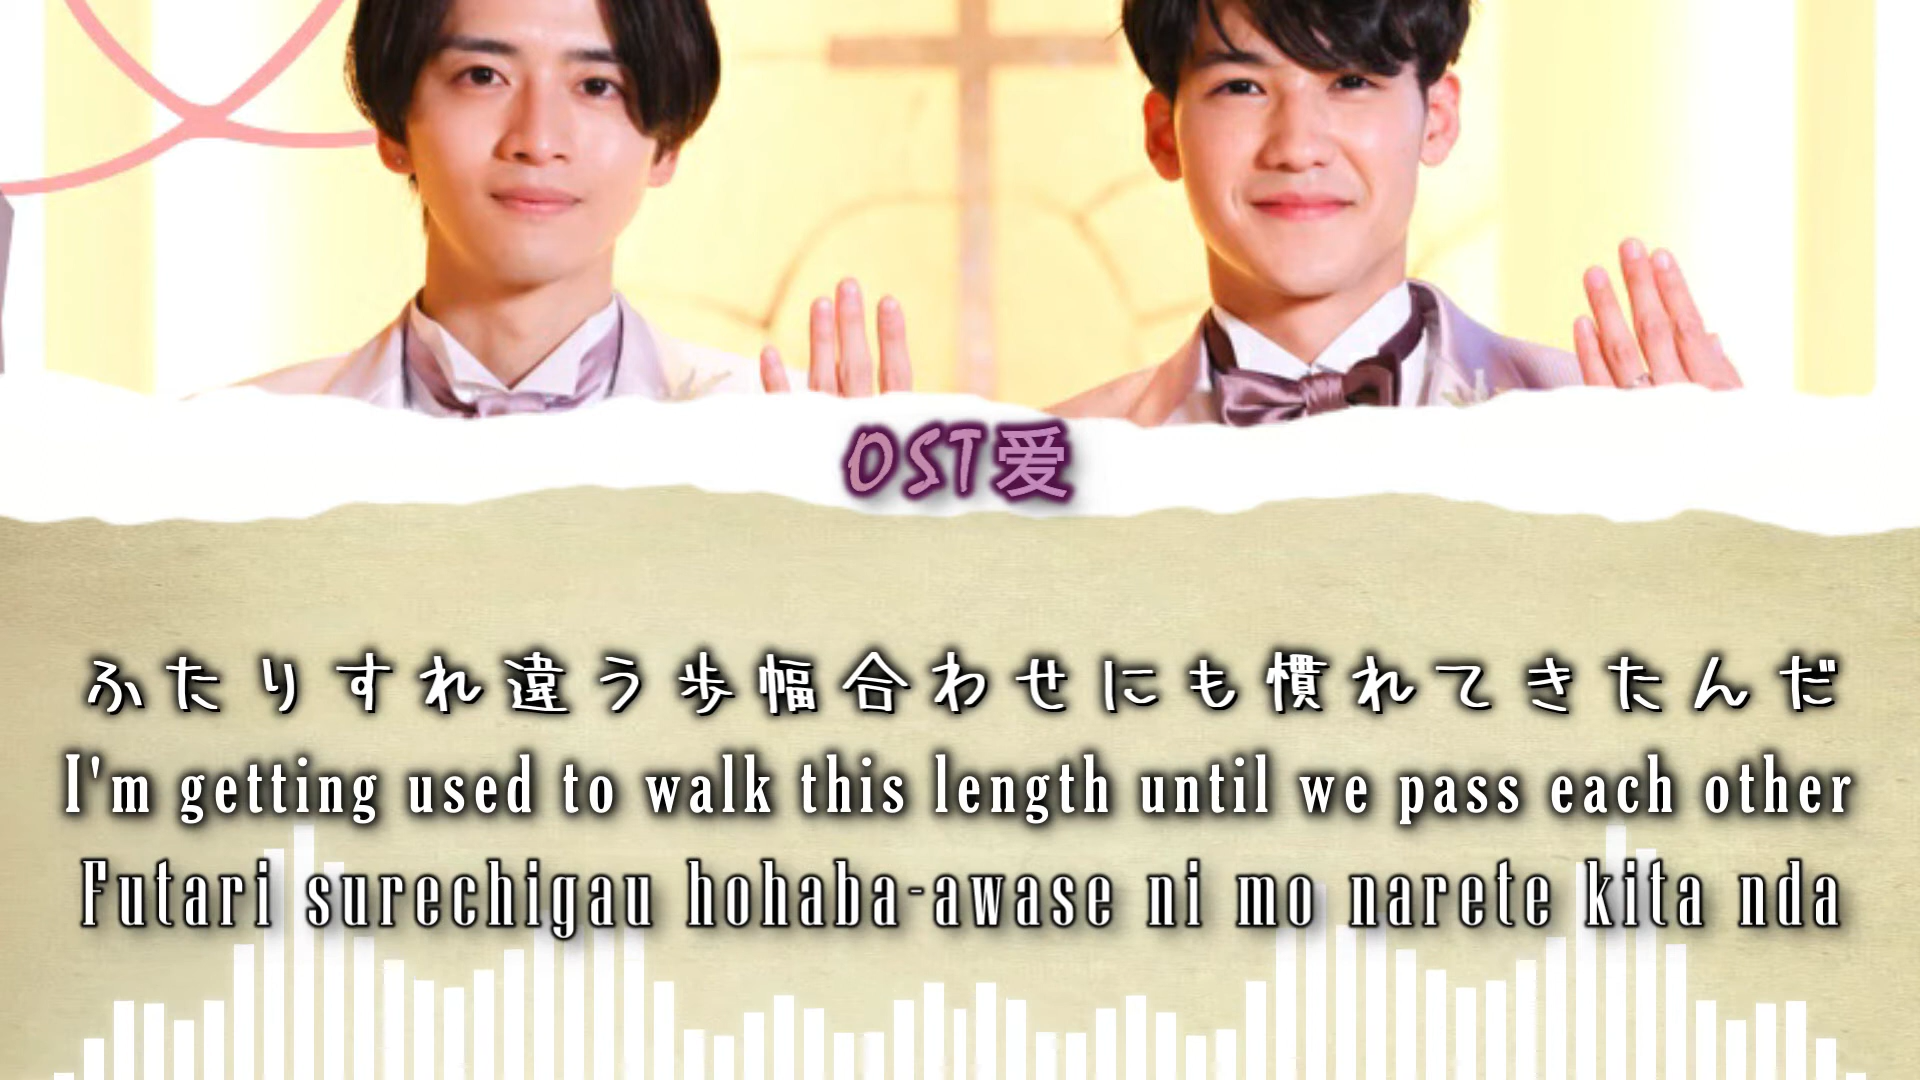 OST爱
ふたりすれ違う歩幅合わせにも慣れてきたんだ
I'm getting used to walk this length until we pass each other
Futari surechigau hohaba-awase ni mo narete kita nda